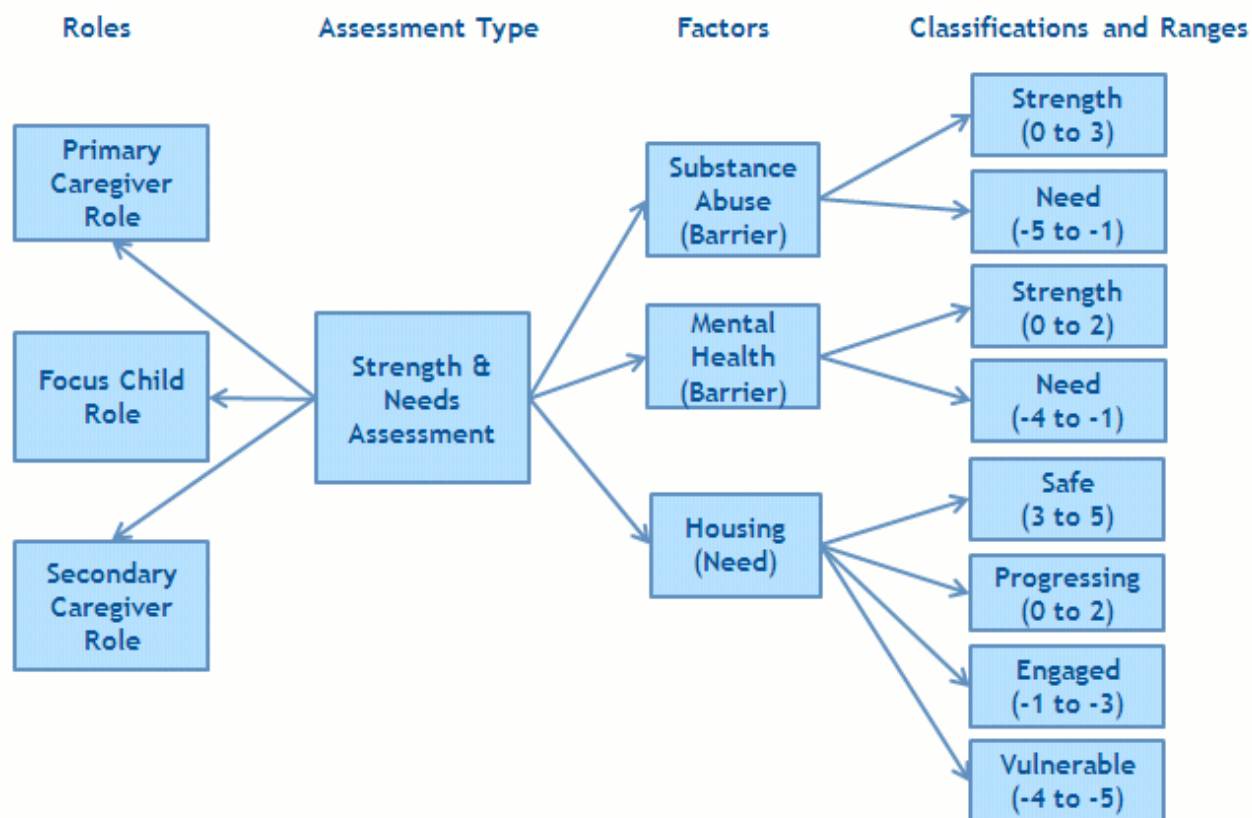 Roles
Assessment Type
Factors
Classifications and Ranges
Primary
Caregiver
Role
Focus Child
Role
Secondary
Caregiver
Role
Strength &
Needs
Assessment
Substance
Abuse
(Barrier)
Mental
Health
(Barrier)
Housing
(Need)
Strength
(0 to 3)
Need
(-5 to -1)
Strength
(0 to 2)
Need
(-4 to -1)
Safe
(3 to 5)
Progressing
(0 to 2)
Engaged
(-1 to -3)
Vulnerable
(-4 to -5)